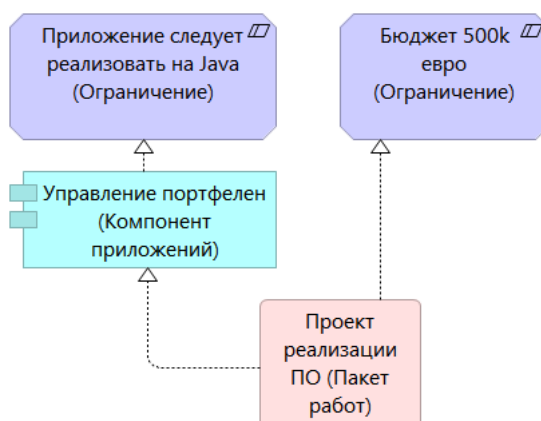 Приложение следует
реализовать на Java
(Ограничение)
Бюджет 500k
евро
(Ограничение)
Управление портфелен
(Компонент
приложений)
Проект
реализации
ПО (Пакет
работ)